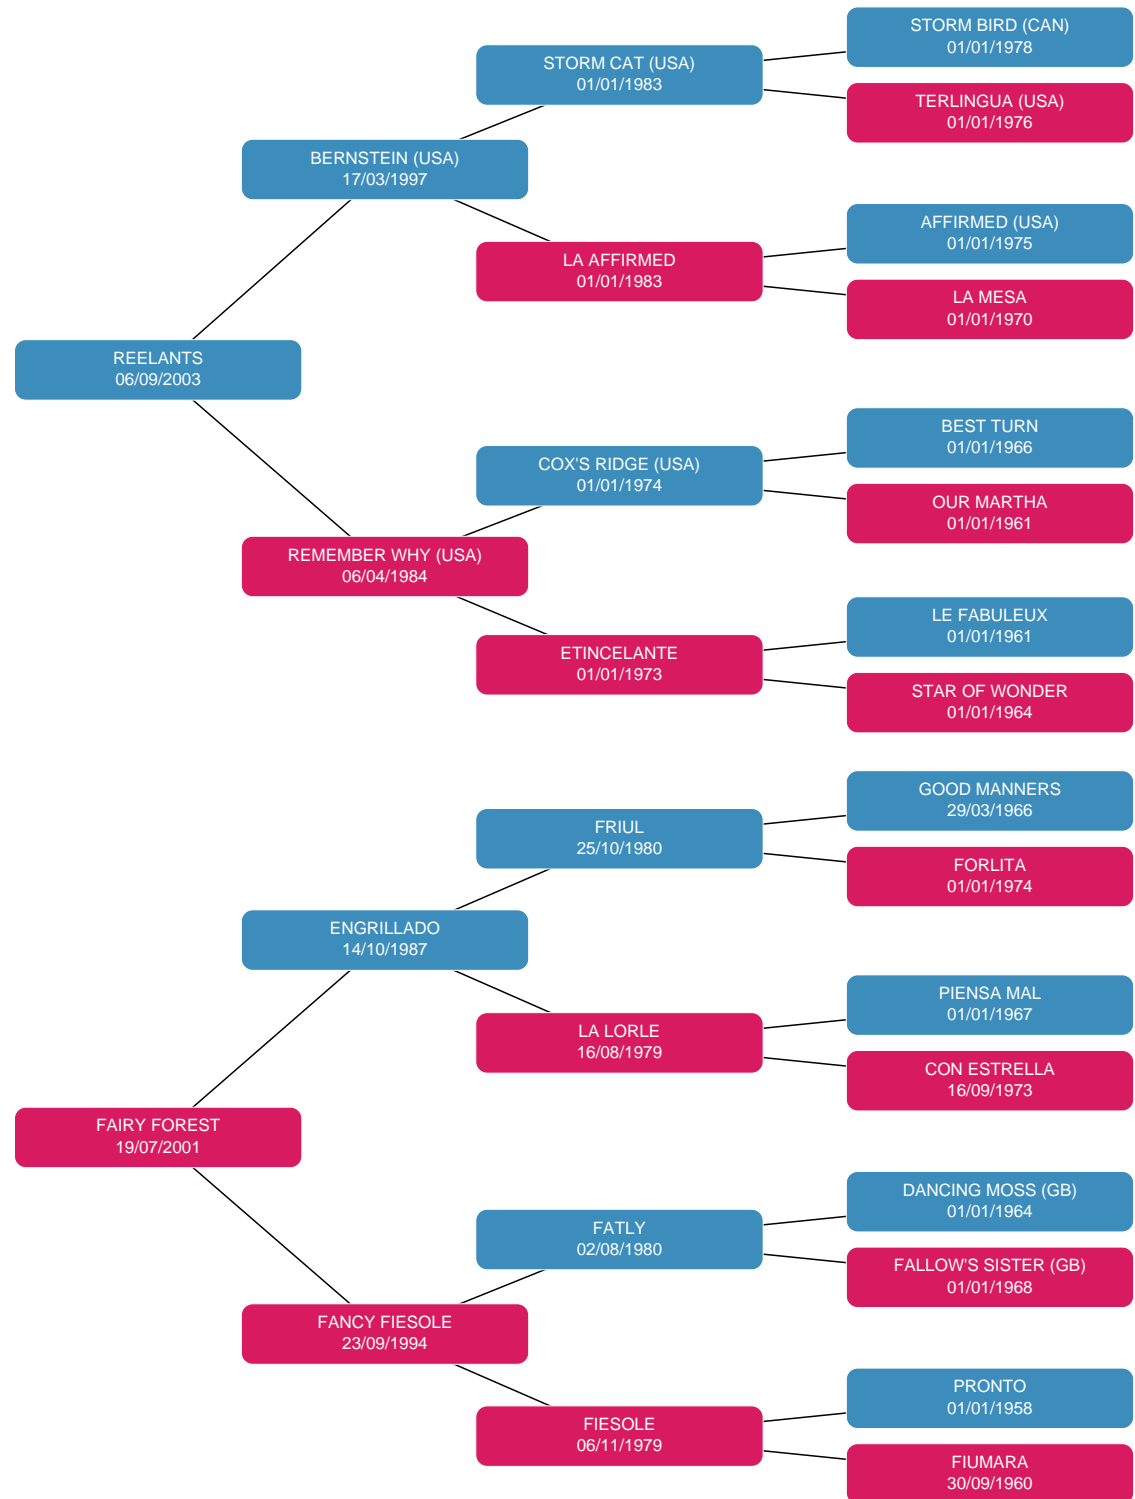 STORM BIRD (CAN)
01/01/1978
STORM CAT (USA)
01/01/1983
TERLINGUA (USA)
01/01/1976
BERNSTEIN (USA)
17/03/1997
AFFIRMED (USA)
01/01/1975
LA AFFIRMED
01/01/1983
LA MESA
01/01/1970
REELANTS
06/09/2003
BEST TURN
01/01/1966
COX'S RIDGE (USA)
01/01/1974
OUR MARTHA
01/01/1961
REMEMBER WHY (USA)
06/04/1984
LE FABULEUX
01/01/1961
ETINCELANTE
01/01/1973
STAR OF WONDER
01/01/1964
GOOD MANNERS
29/03/1966
FRIUL
25/10/1980
FORLITA
01/01/1974
ENGRILLADO
14/10/1987
PIENSA MAL
01/01/1967
LA LORLE
16/08/1979
CON ESTRELLA
16/09/1973
FAIRY FOREST
19/07/2001
DANCING MOSS (GB)
01/01/1964
FATLY
02/08/1980
FALLOW'S SISTER (GB)
01/01/1968
FANCY FIESOLE
23/09/1994
PRONTO
01/01/1958
FIESOLE
06/11/1979
FIUMARA
30/09/1960